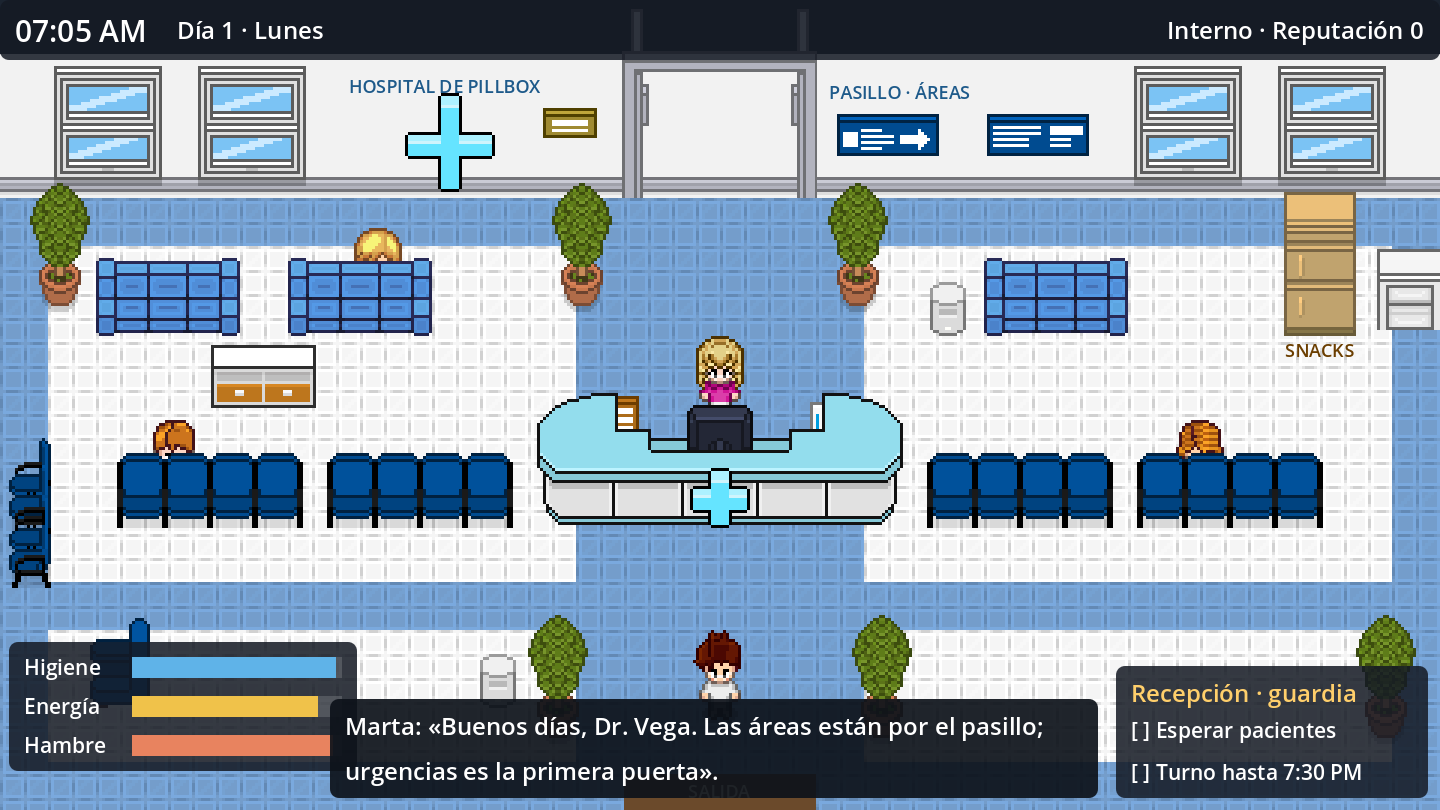 07:05 AM
Día 1 · Lunes
Interno · Reputación 0
HOSPITAL DE PILLBOX
PASILLO · ÁREAS
SNACKS
Higiene
Energía
Hambre
Marta: «Buenos días, Dr. Vega. Las áreas están por el pasillo;
urgencias es la primera puerta».
Recepción · guardia
[ ] Esperar pacientes
[ ] Turno hasta 7:30 PM
SALIDA